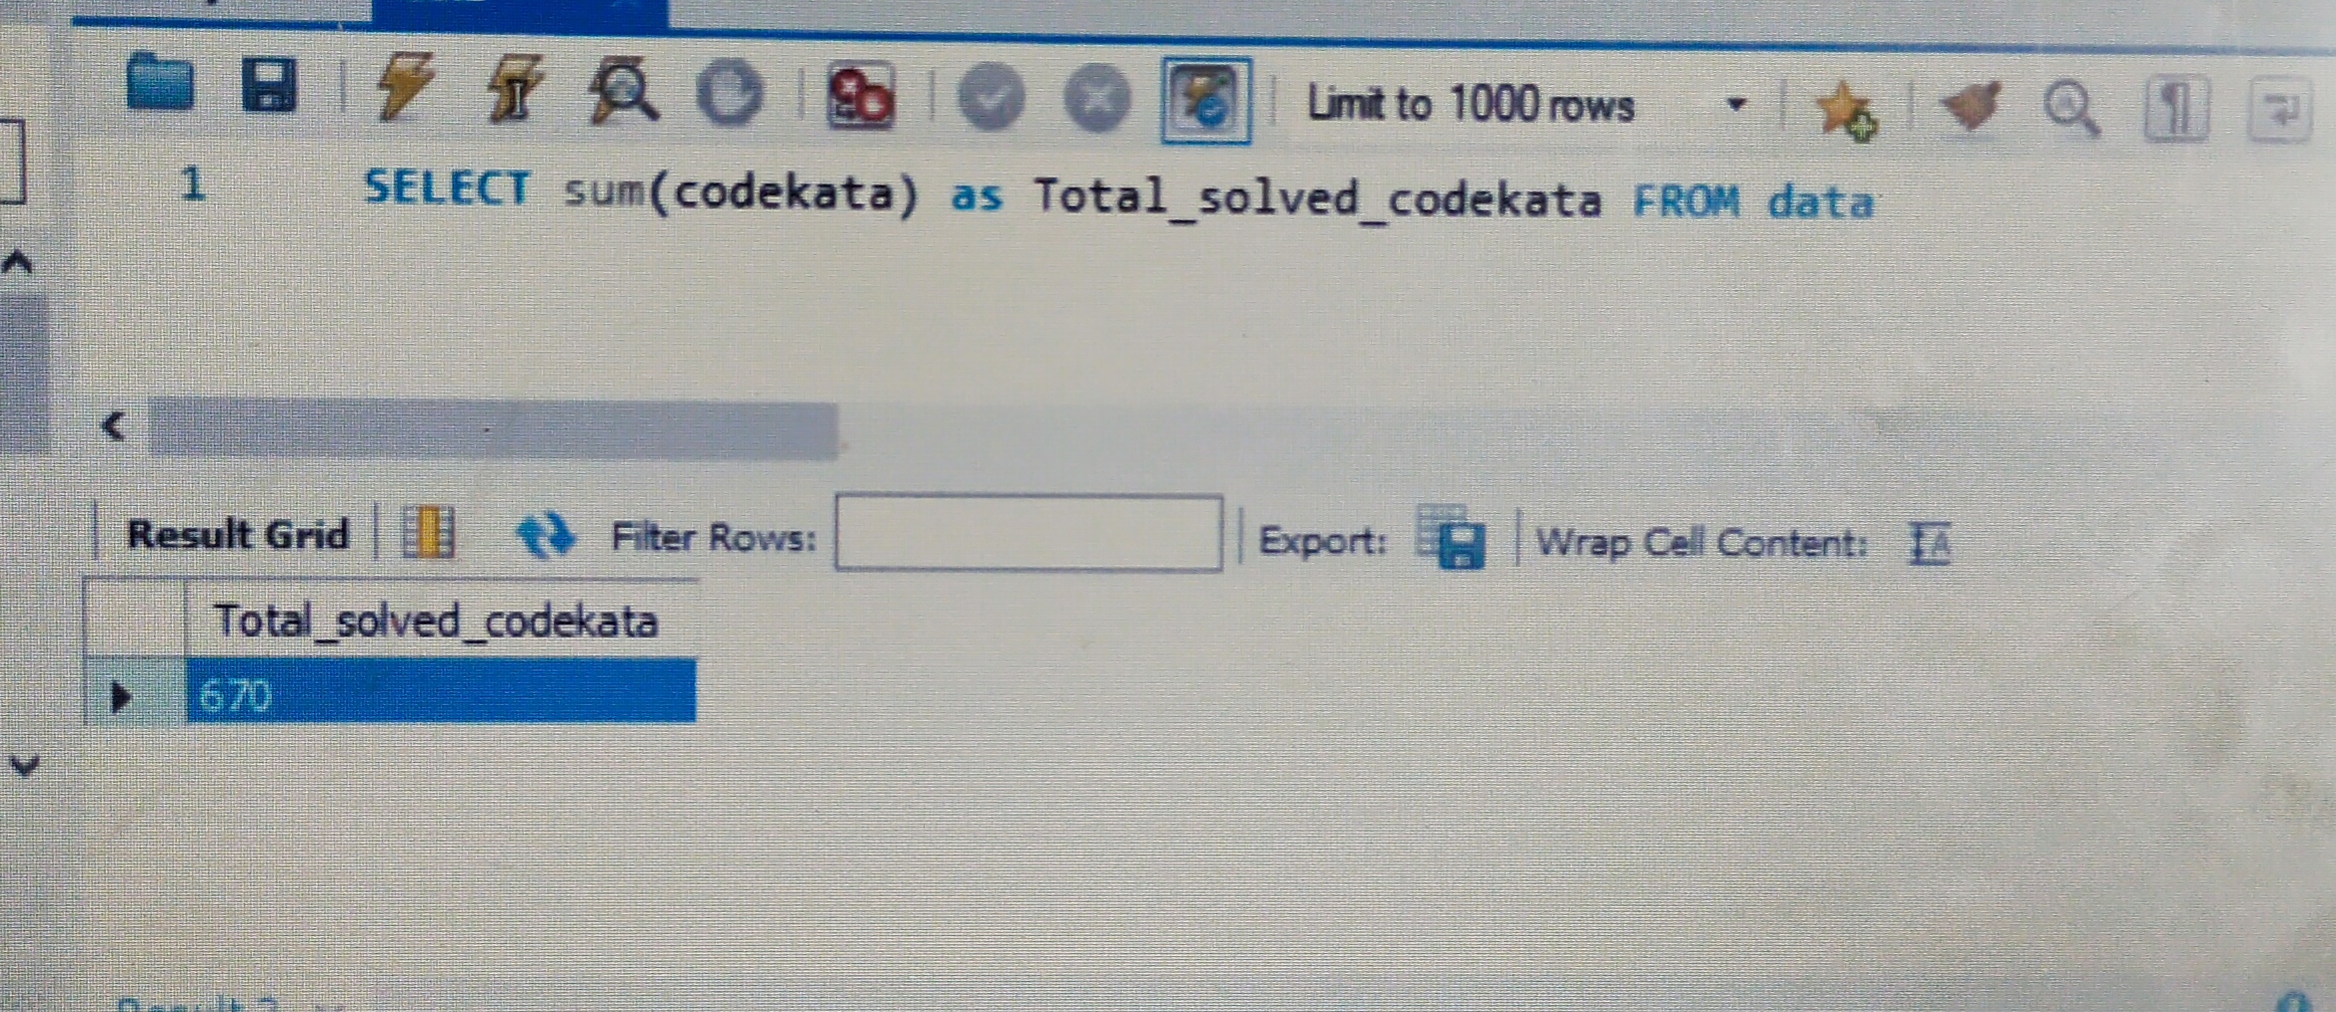 Limit to 1000 rows
1 SELECT sum(codekata) as Total_solved_codekata FROM data
Result Grid Filter Rows: Export: Wrap Cell Content:
Total_solved_codekata
670